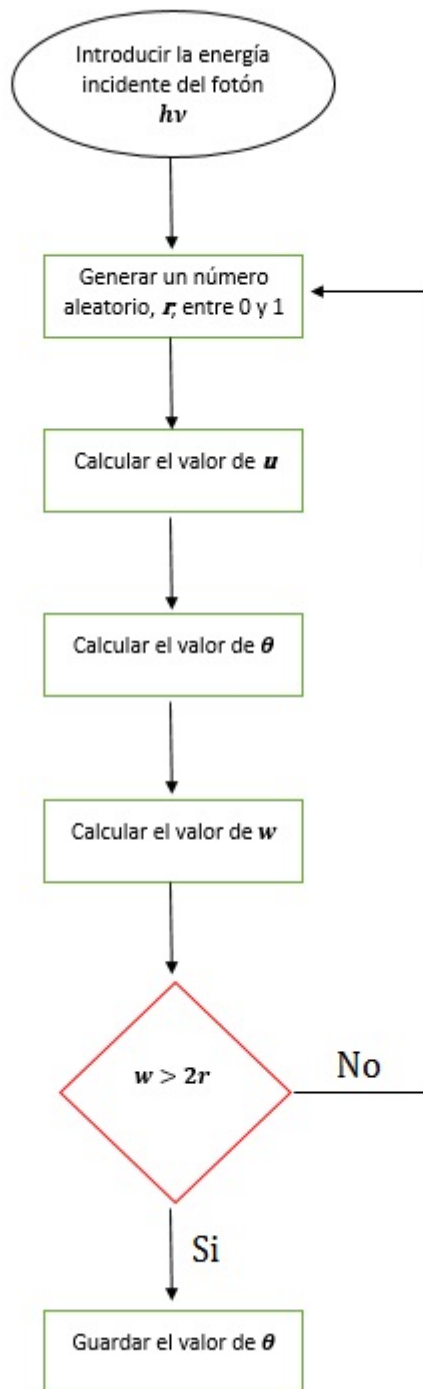 Introducir la energía
incidente del fotón
hν
Generar un número
aleatorio, r, entre 0 y 1
Calcular el valor de u
Calcular el valor de θ
Calcular el valor de w
w > 2r
No
Si
Guardar el valor de θ